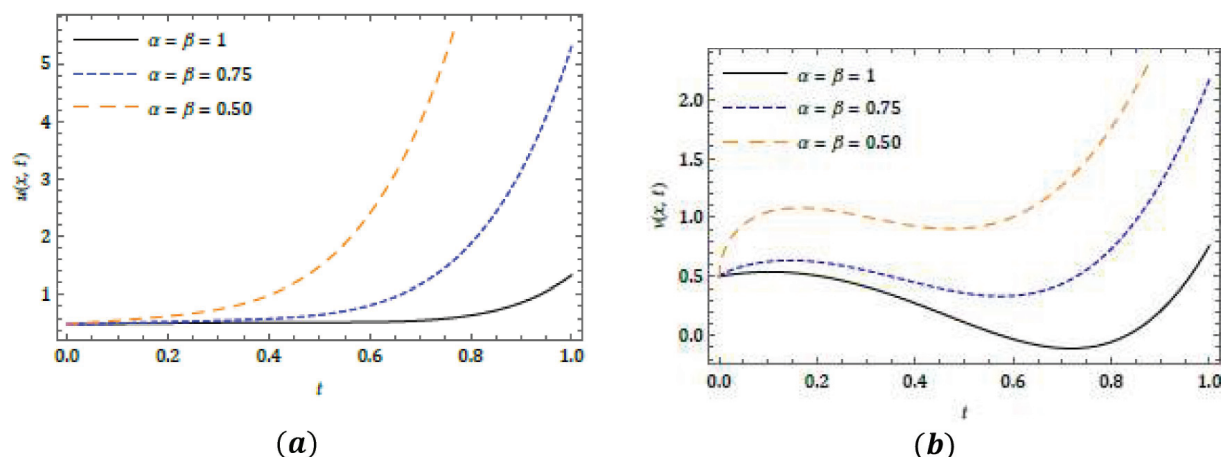 α = β = 1
α = β = 0.75
α = β = 0.50
5
4
3
2
1
u(x, t)
0.0 0.2 0.4 0.6 0.8 1.0
t
(a)
α = β = 1
α = β = 0.75
α = β = 0.50
2.0
1.5
1.0
0.5
0.0
v(x, t)
0.0 0.2 0.4 0.6 0.8 1.0
t
(b)